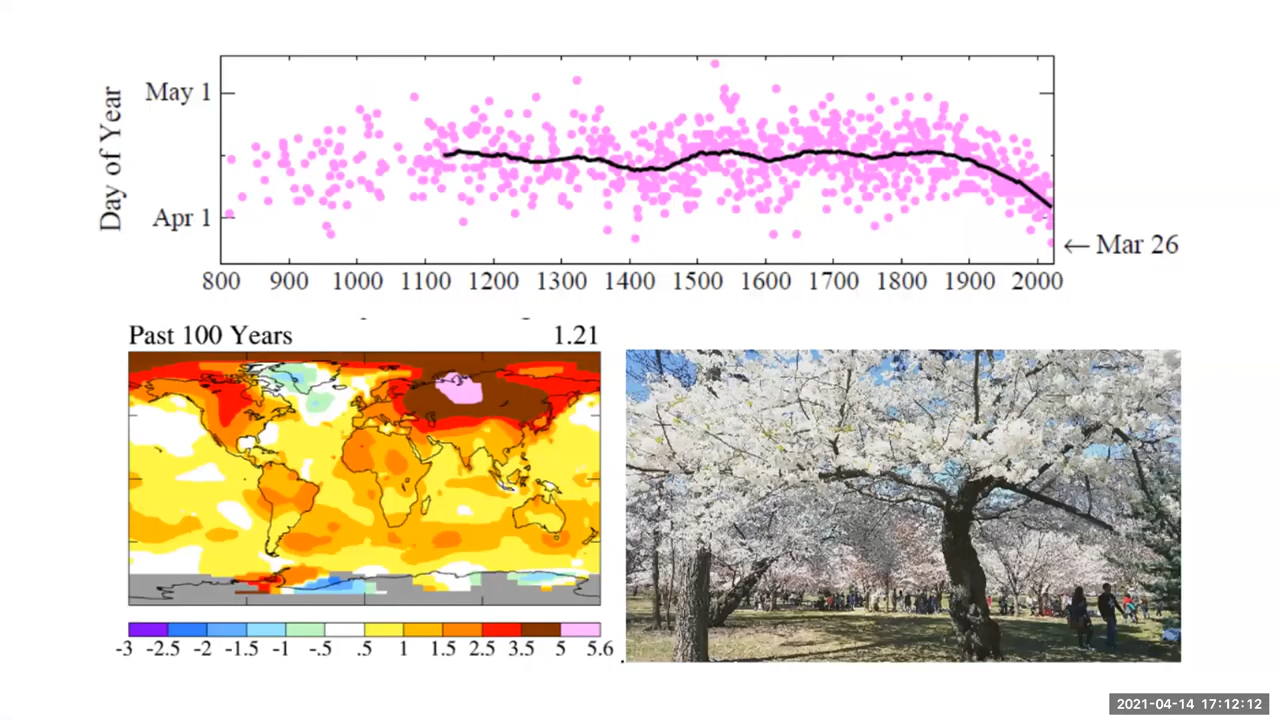 Day of Year
May 1
Apr 1
← Mar 26
800 900 1000 1100 1200 1300 1400 1500 1600 1700 1800 1900 2000
Past 100 Years 1.21
-3 -2.5 -2 -1.5 -1 -.5 .5 1 1.5 2.5 3.5 5 5.6
2021-04-14 17:12:12